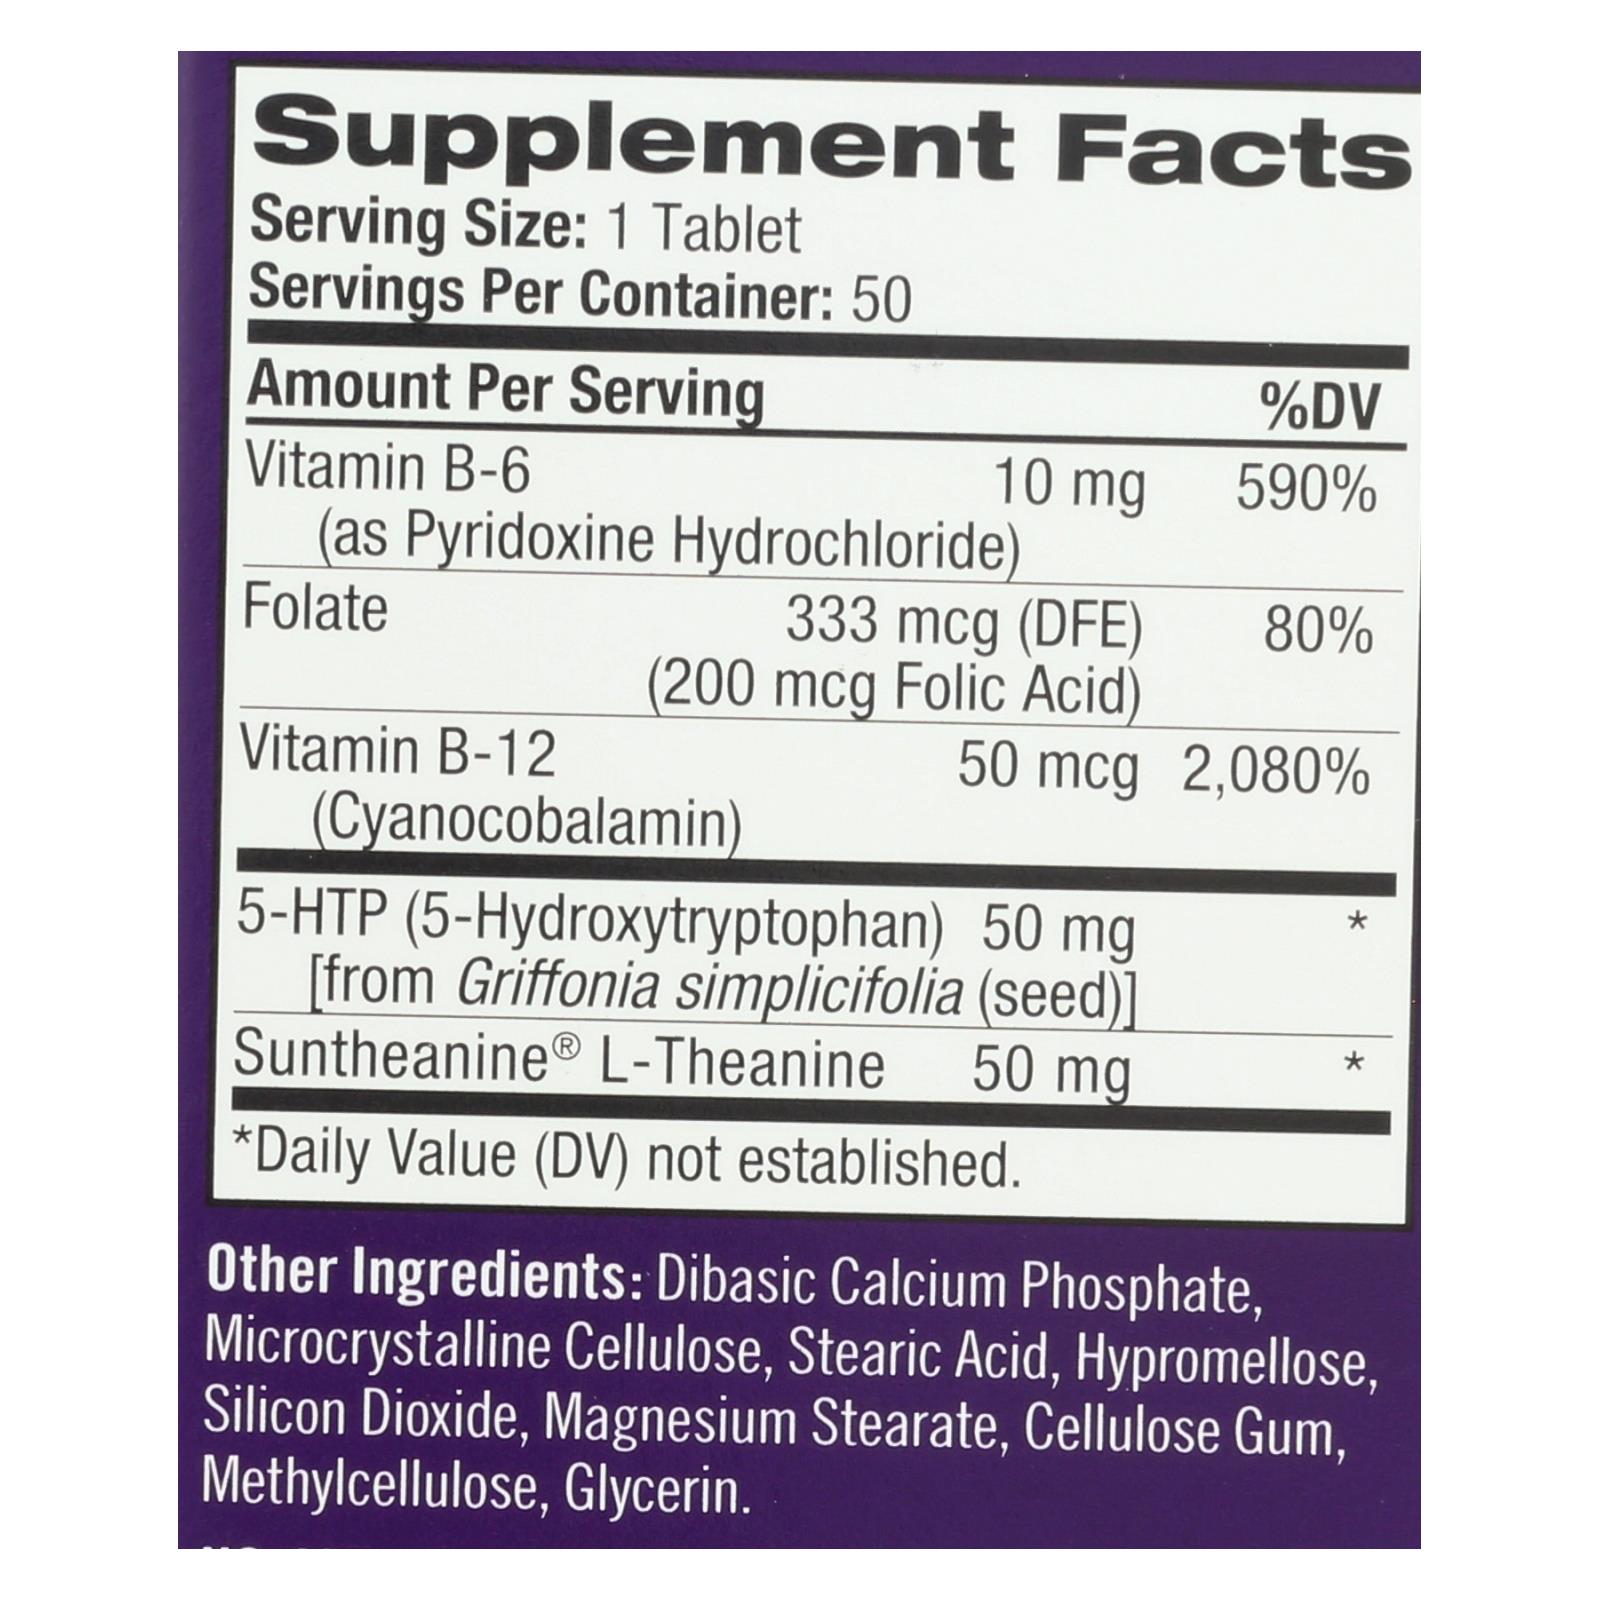 Supplement Facts
Serving Size: 1 Tablet
Servings Per Container: 50
Amount Per Serving %DV
Vitamin B-6 10 mg 590%
(as Pyridoxine Hydrochloride)
Folate 333 mcg (DFE) 80%
(200 mcg Folic Acid)
Vitamin B-12 50 mcg 2,080%
(Cyanocobalamin)
5-HTP (5-Hydroxytryptophan) 50 mg *
[from Griffonia simplicifolia (seed)]
Suntheanine® L-Theanine 50 mg *
*Daily Value (DV) not established.
Other Ingredients: Dibasic Calcium Phosphate,
Microcrystalline Cellulose, Stearic Acid, Hypromellose,
Silicon Dioxide, Magnesium Stearate, Cellulose Gum,
Methylcellulose, Glycerin.